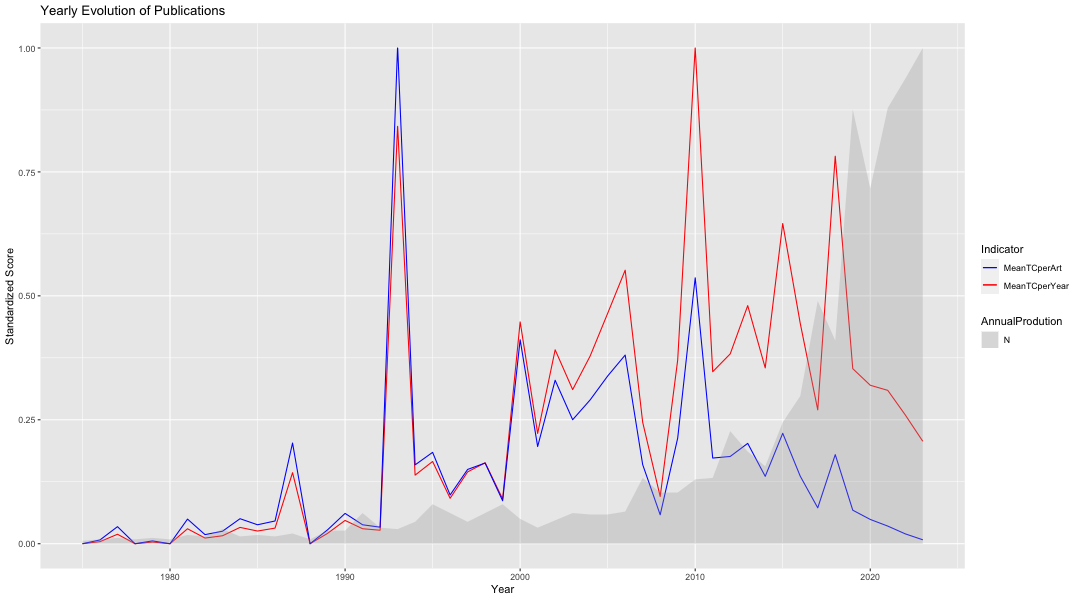 Yearly Evolution of Publications
Standardized Score
1.00
0.75
0.50
0.25
0.00
1980
1990
2000
2010
2020
Year
Indicator
MeanTCperArt
MeanTCperYear
AnnualProdution
N